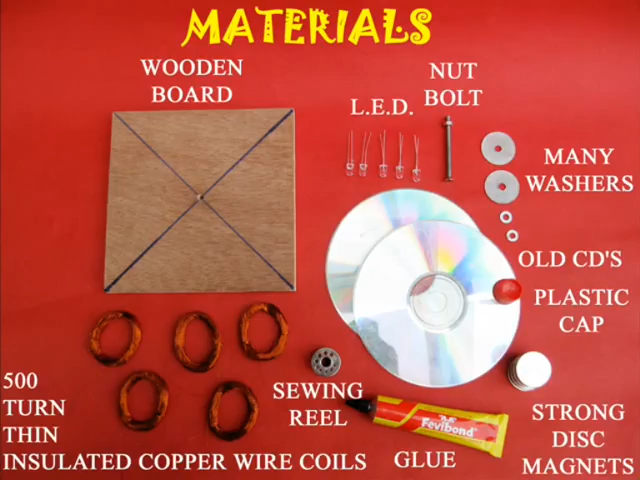 MATERIALS
WOODEN
BOARD
L.E.D.
NUT
BOLT
MANY
WASHERS
OLD CD'S
PLASTIC
CAP
500
TURN
THIN
INSULATED COPPER WIRE COILS
SEWING
REEL
Fevibond
GLUE
STRONG
DISC
MAGNETS